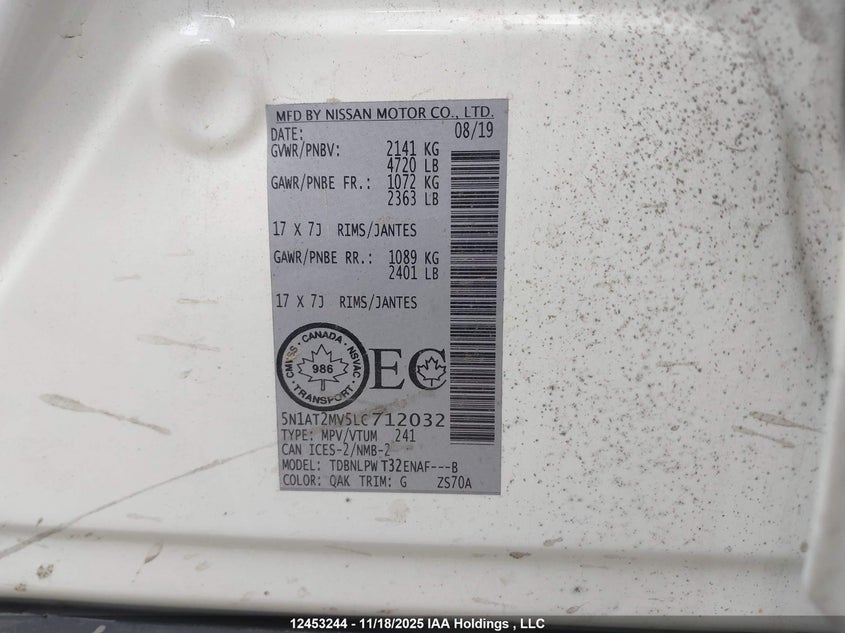 MFD BY NISSAN MOTOR CO., LTD.
DATE: 08/19
GVWR/PNBV: 2141 KG
4720 LB
GAWR/PNBE FR.: 1072 KG
2363 LB
17 X 7J RIMS/JANTES
GAWR/PNBE RR.: 1089 KG
2401 LB
17 X 7J RIMS/JANTES
CMVSS · CANADA · NSVAC
986
· TRANSPORT ·
EC
5N1AT2MV5LC712032
TYPE: MPV/VTUM 241
CAN ICES-2/NMB-2
MODEL: TDBNLPW T32ENAF---B
COLOR: QAK TRIM: G ZS70A
12453244 - 11/18/2025 IAA Holdings , LLC